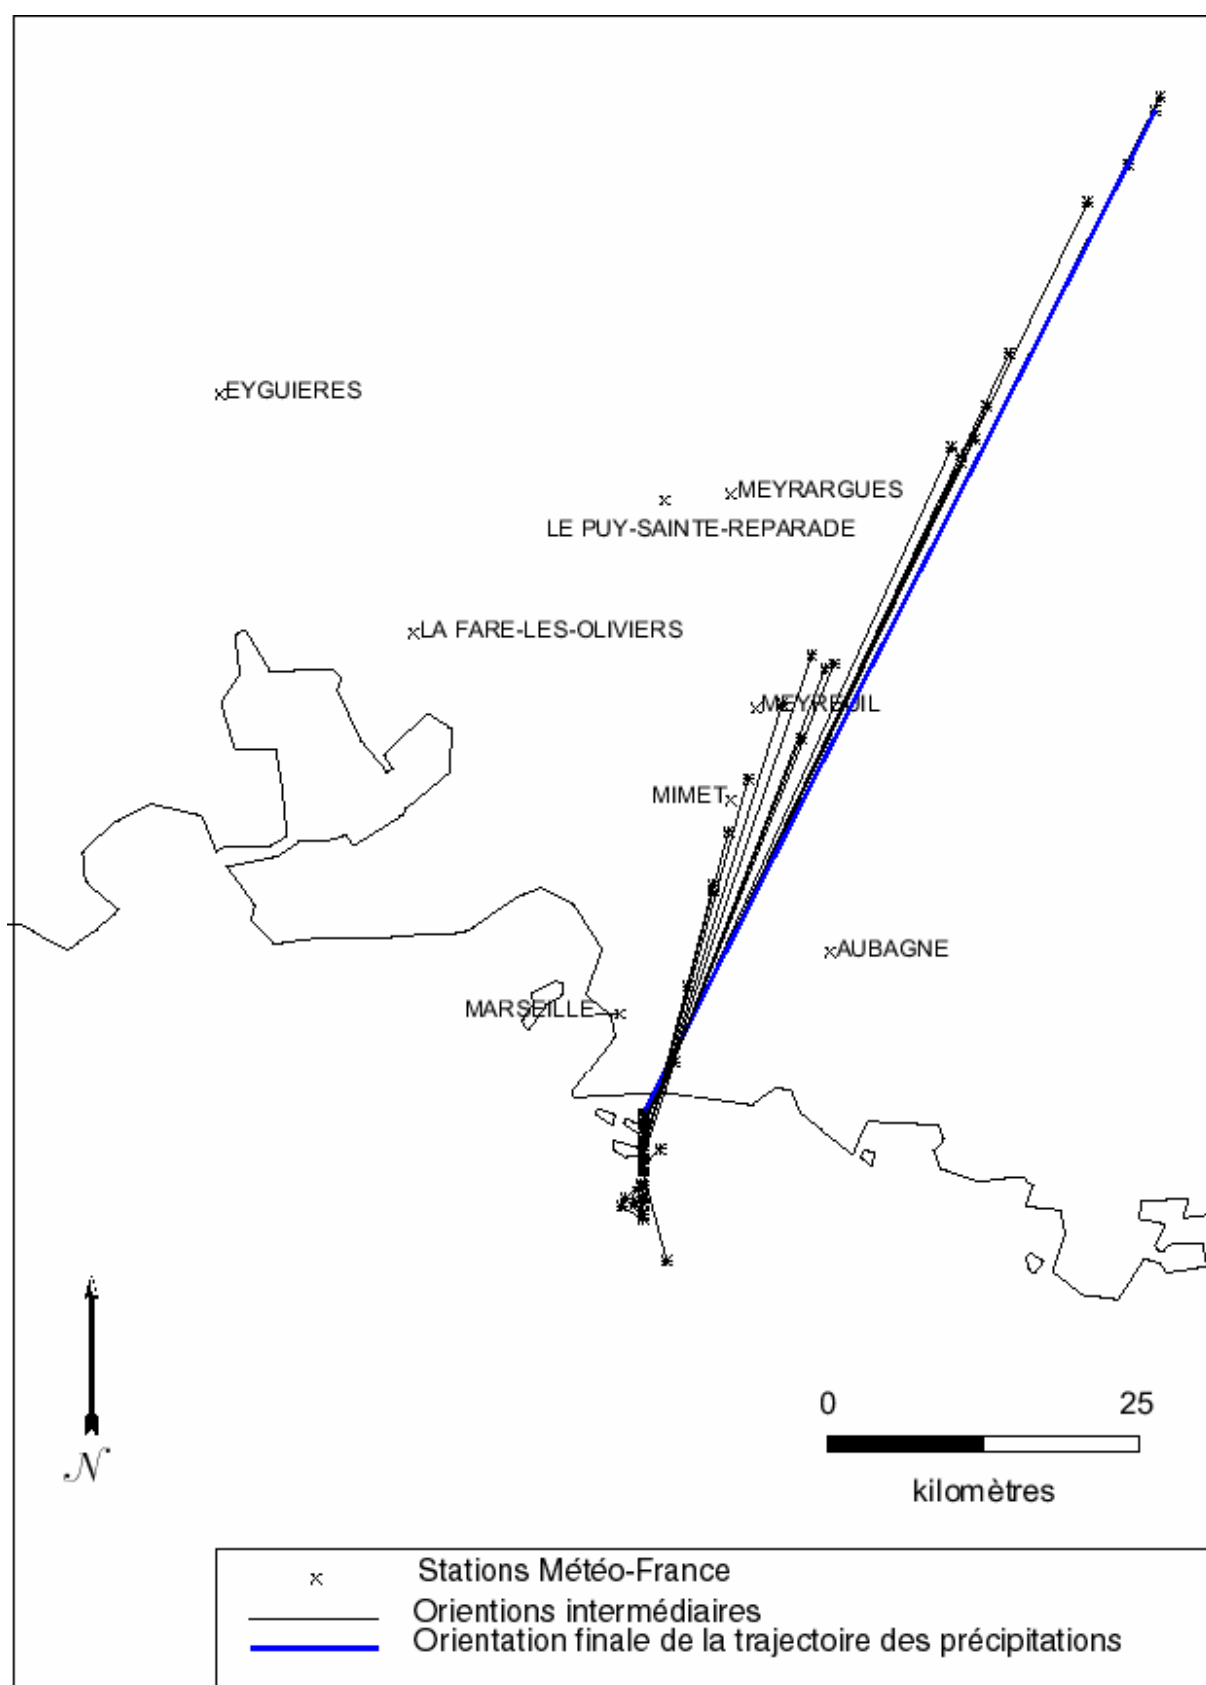 EYGUIERES
MEYRARGUES
LE PUY-SAINTE-REPARADE
LA FARE-LES-OLIVIERS
MEYREUIL
MIMET
AUBAGNE
MARSEILLE
0 25
kilomètres
N
Stations Météo-France
Orientions intermédiaires
Orientation finale de la trajectoire des précipitations